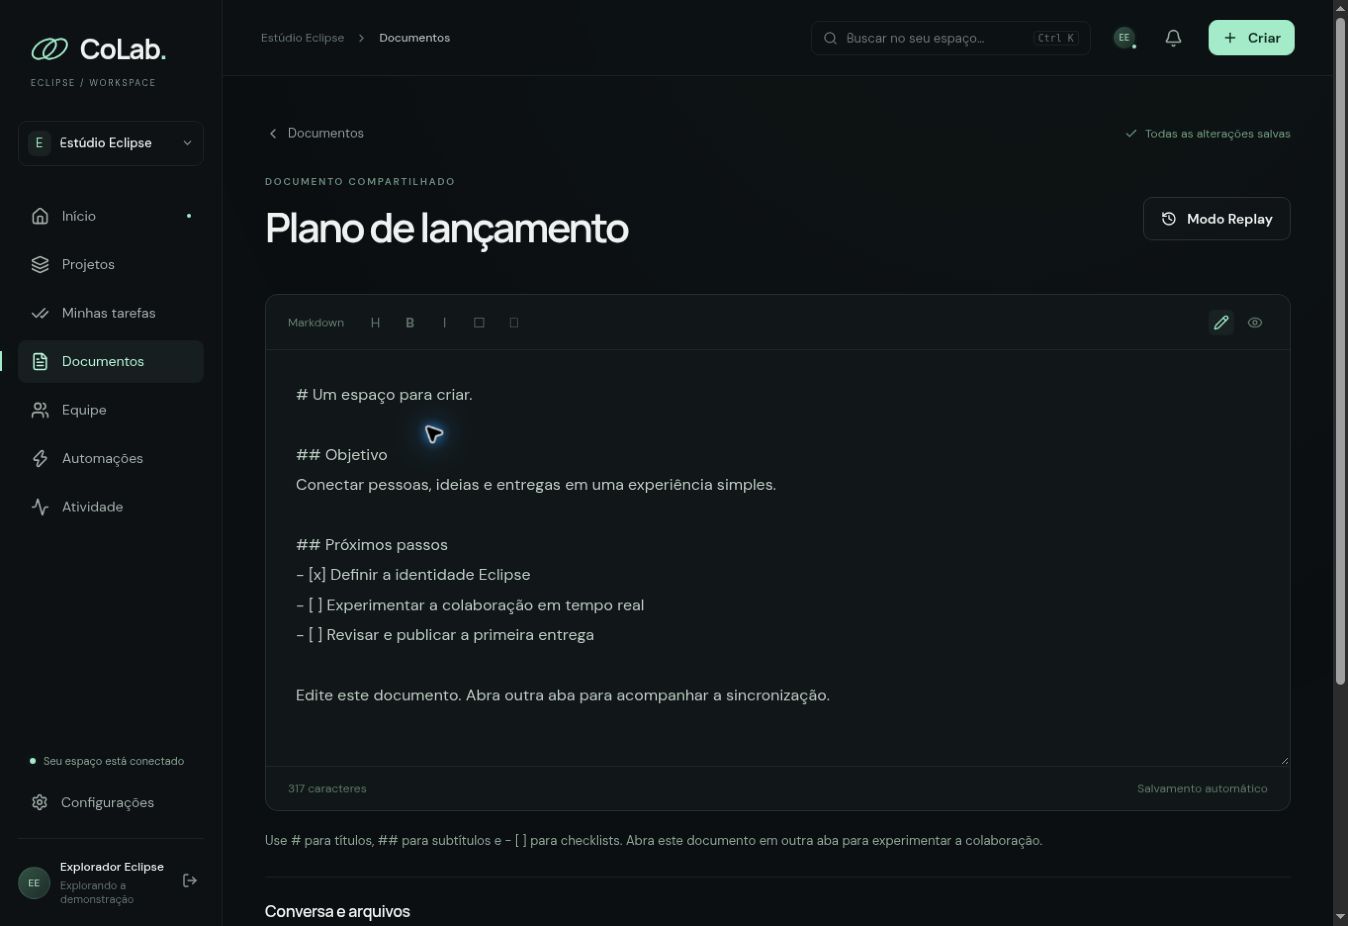 CoLab.
ECLIPSE / WORKSPACE
E Estúdio Eclipse
Início
Projetos
Minhas tarefas
Documentos
Equipe
Automações
Atividade
Seu espaço está conectado
Configurações
EE
Explorador Eclipse
Explorando a
demonstração
Estúdio Eclipse > Documentos
Buscar no seu espaço... Ctrl K
EE
+ Criar
Documentos
Todas as alterações salvas
DOCUMENTO COMPARTILHADO
Plano de lançamento
Modo Replay
Markdown H B I
# Um espaço para criar.
## Objetivo
Conectar pessoas, ideias e entregas em uma experiência simples.
## Próximos passos
- [x] Definir a identidade Eclipse
- [ ] Experimentar a colaboração em tempo real
- [ ] Revisar e publicar a primeira entrega
Edite este documento. Abra outra aba para acompanhar a sincronização.
317 caracteres
Salvamento automático
Use # para títulos, ## para subtítulos e - [ ] para checklists. Abra este documento em outra aba para experimentar a colaboração.
Conversa e arquivos